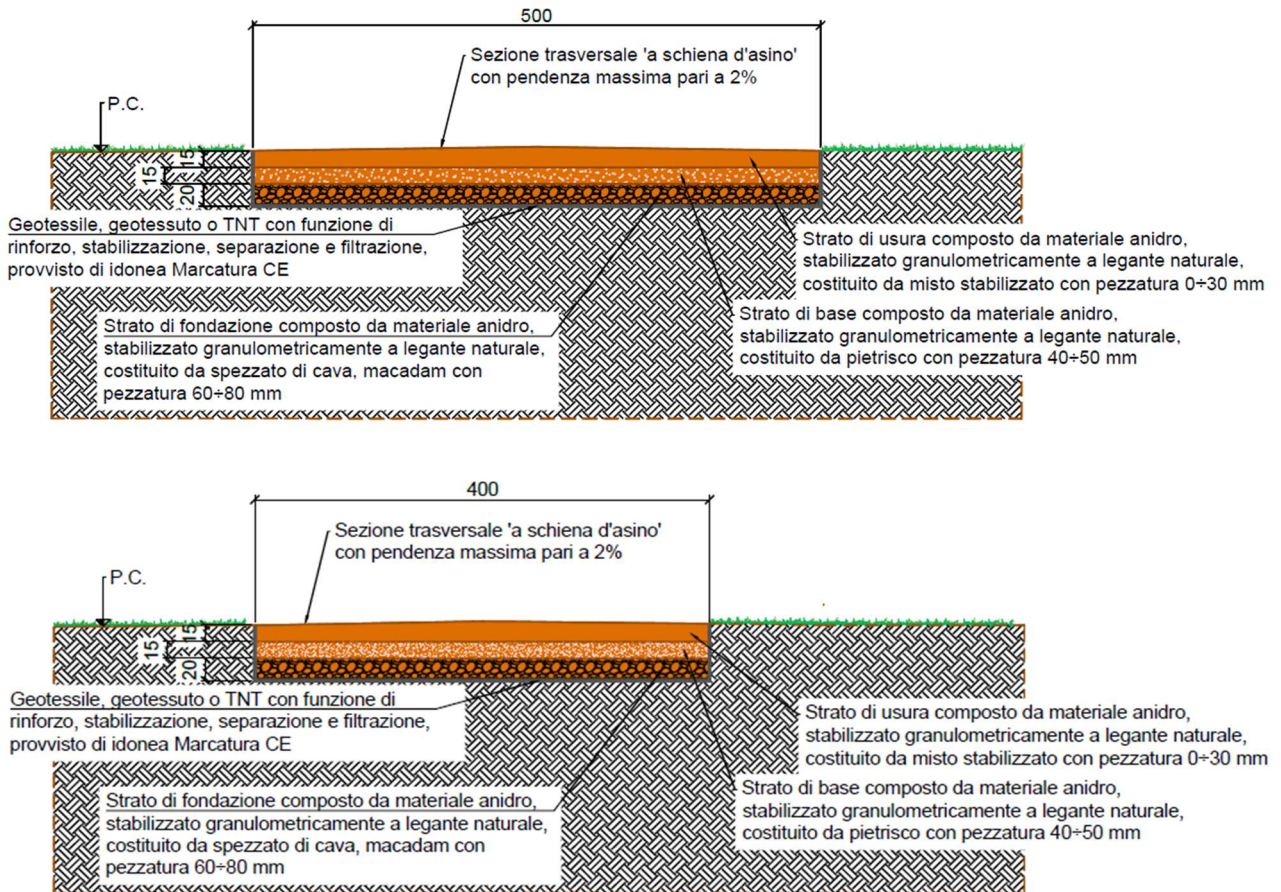 500
Sezione trasversale 'a schiena d'asino'
con pendenza massima pari a 2%
P.C.
15
15
20
Geotessile, geotessuto o TNT con funzione di
rinforzo, stabilizzazione, separazione e filtrazione,
provvisto di idonea Marcatura CE
Strato di usura composto da materiale anidro,
stabilizzato granulometricamente a legante naturale,
costituito da misto stabilizzato con pezzatura 0÷30 mm
Strato di base composto da materiale anidro,
stabilizzato granulometricamente a legante naturale,
costituito da pietrisco con pezzatura 40÷50 mm
Strato di fondazione composto da materiale anidro,
stabilizzato granulometricamente a legante naturale,
costituito da spezzato di cava, macadam con
pezzatura 60÷80 mm
400
Sezione trasversale 'a schiena d'asino'
con pendenza massima pari a 2%
P.C.
15
15
20
Geotessile, geotessuto o TNT con funzione di
rinforzo, stabilizzazione, separazione e filtrazione,
provvisto di idonea Marcatura CE
Strato di usura composto da materiale anidro,
stabilizzato granulometricamente a legante naturale,
costituito da misto stabilizzato con pezzatura 0÷30 mm
Strato di base composto da materiale anidro,
stabilizzato granulometricamente a legante naturale,
costituito da pietrisco con pezzatura 40÷50 mm
Strato di fondazione composto da materiale anidro,
stabilizzato granulometricamente a legante naturale,
costituito da spezzato di cava, macadam con
pezzatura 60÷80 mm